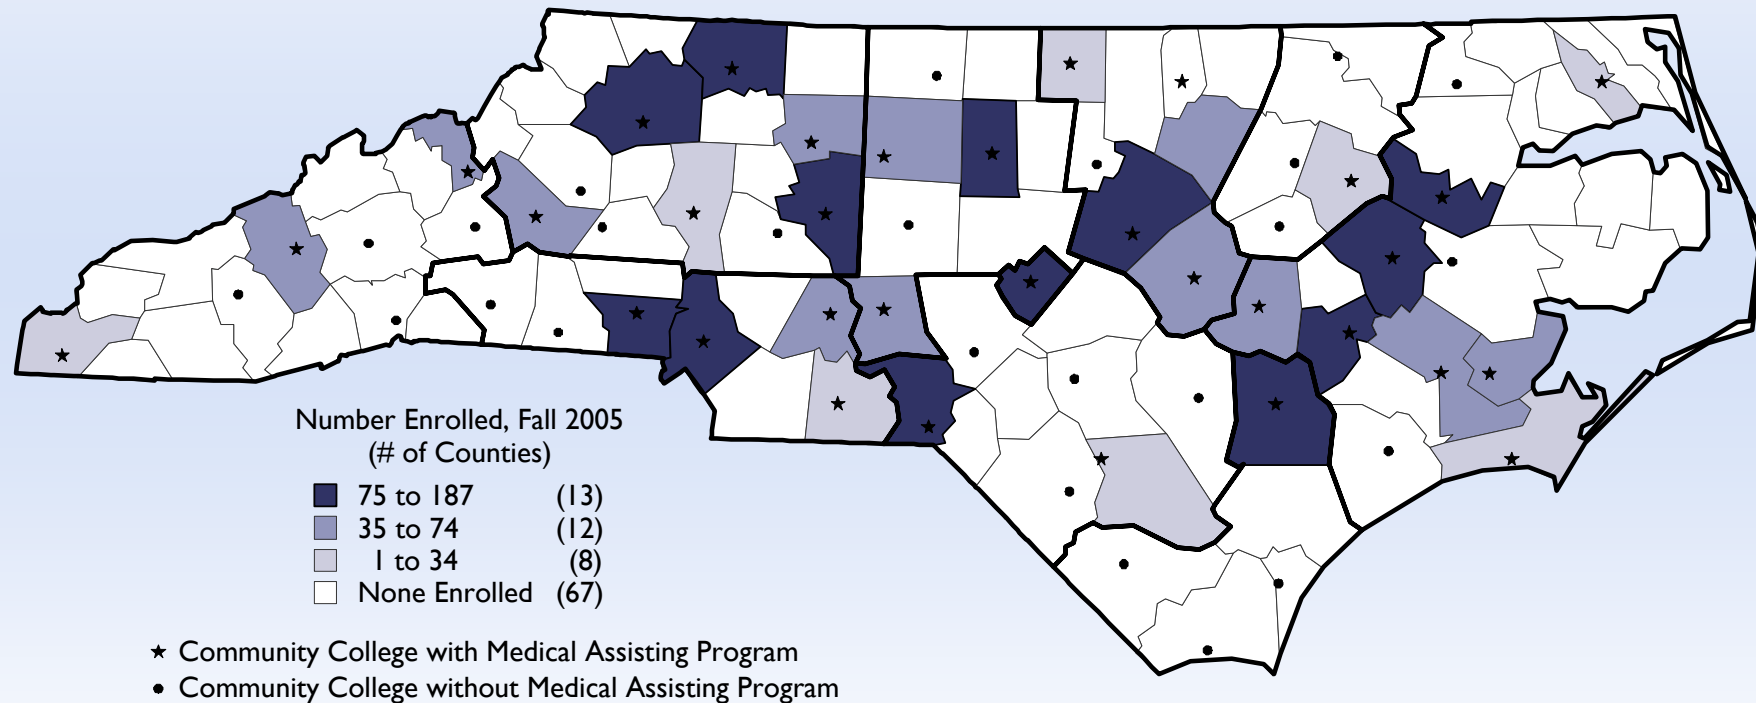 Number Enrolled, Fall 2005
(# of Counties)
75 to 187 (13)
35 to 74 (12)
1 to 34 (8)
None Enrolled (67)
Community College with Medical Assisting Program
Community College without Medical Assisting Program